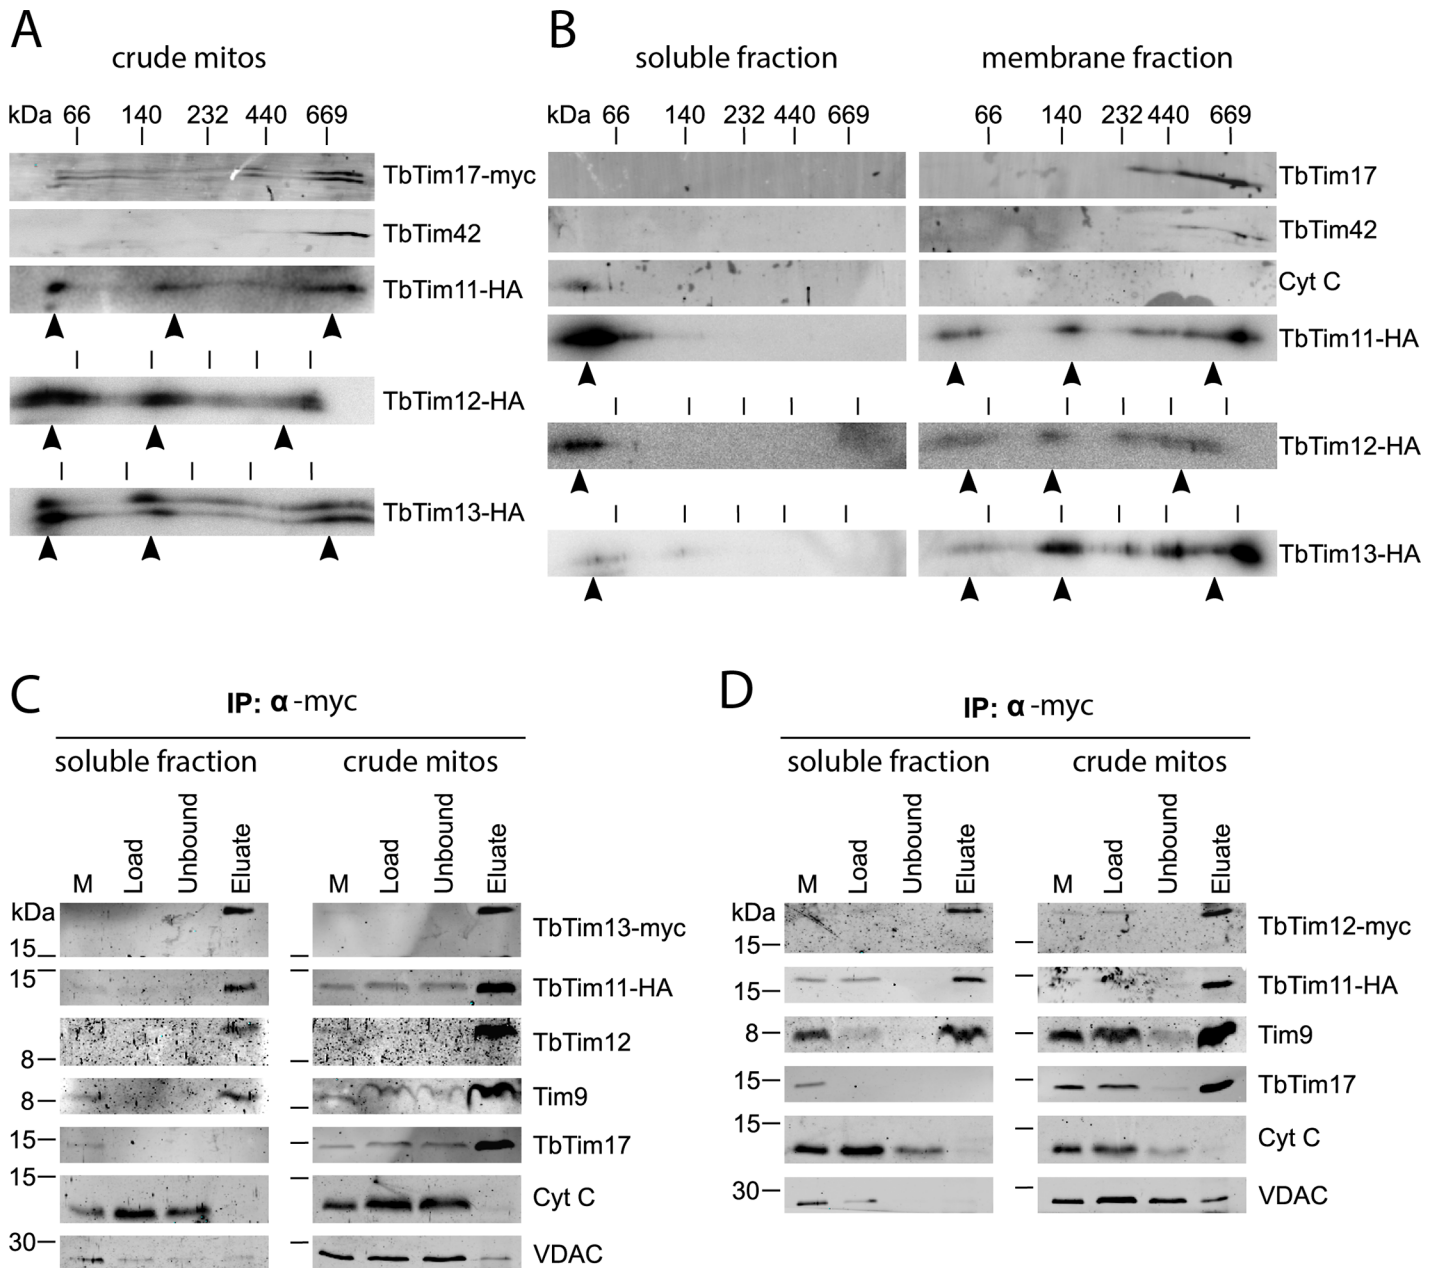 A
crude mitos
kDa 66 140 232 440 669
TbTim17-myc
TbTim42
TbTim11-HA
TbTim12-HA
TbTim13-HA
B
soluble fraction membrane fraction
kDa 66 140 232 440 669 66 140 232 440 669
TbTim17
TbTim42
Cyt C
TbTim11-HA
TbTim12-HA
TbTim13-HA
C
IP: α -myc
soluble fraction crude mitos
M Load Unbound Eluate M Load Unbound Eluate
kDa
15 TbTim13-myc
15 TbTim11-HA
8 TbTim12
8 Tim9
15 TbTim17
15 Cyt C
30 VDAC
D
IP: α -myc
soluble fraction crude mitos
M Load Unbound Eluate M Load Unbound Eluate
kDa
15 TbTim12-myc
15 TbTim11-HA
8 Tim9
15 TbTim17
15 Cyt C
30 VDAC